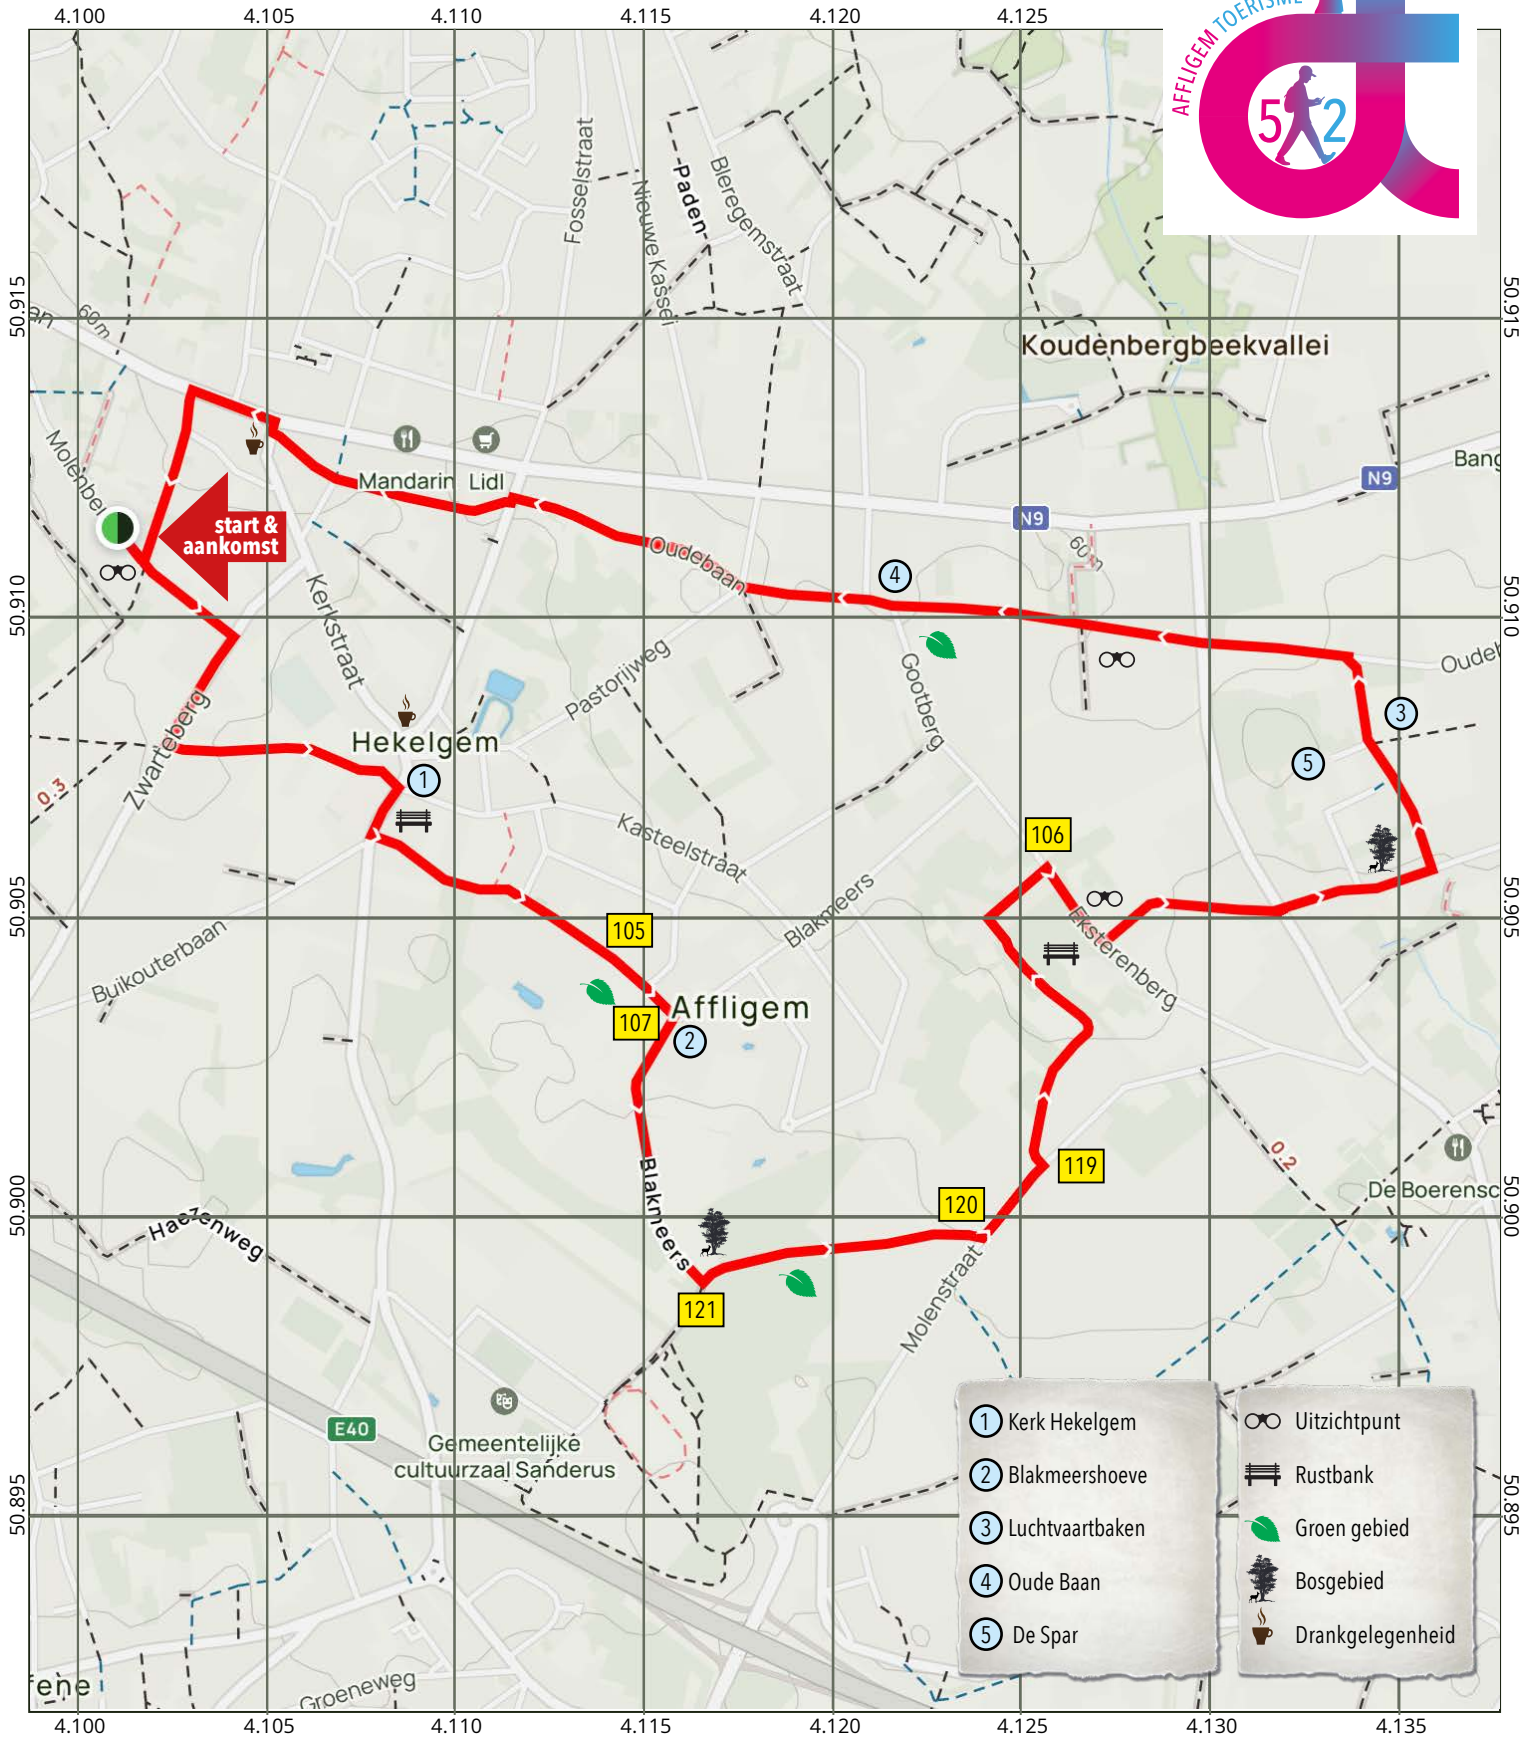 4.100 4.105 4.110 4.115 4.120 4.125
AFFLIGEM TOERISME
52
50.915
50.915
an
60m
Fosselstraat
Nieuwe Kassei
Paden
Bleregemstraat
Koudenbergbeekvallei
Molenbe
Mandarin Lidl
N9
N9
Bang
start &
aankomst
Oudebaan
4
60m
50.910
50.910
Kerkstraat
Pastorijweg
Gootberg
Oudeb
3
5
Zwarteberg
Hekelgem
1
0.3
Kasteelstraat
106
Blakmeers
50.905
50.905
105
Eksterenberg
Buikouterbaan
Affligem
107
2
119
0.2
De Boerensc
Blakmeers
120
50.900
50.900
Haezenweg
121
Molenstraat
E40
Gemeentelijke
cultuurzaal Sanderus
50.895
50.895
1 Kerk Hekelgem
2 Blakmeershoeve
3 Luchtvaartbaken
4 Oude Baan
5 De Spar
Uitzichtpunt
Rustbank
Groen gebied
Bosgebied
Drankgelegenheid
fene
Groeneweg
4.100 4.105 4.110 4.115 4.120 4.125 4.130 4.135